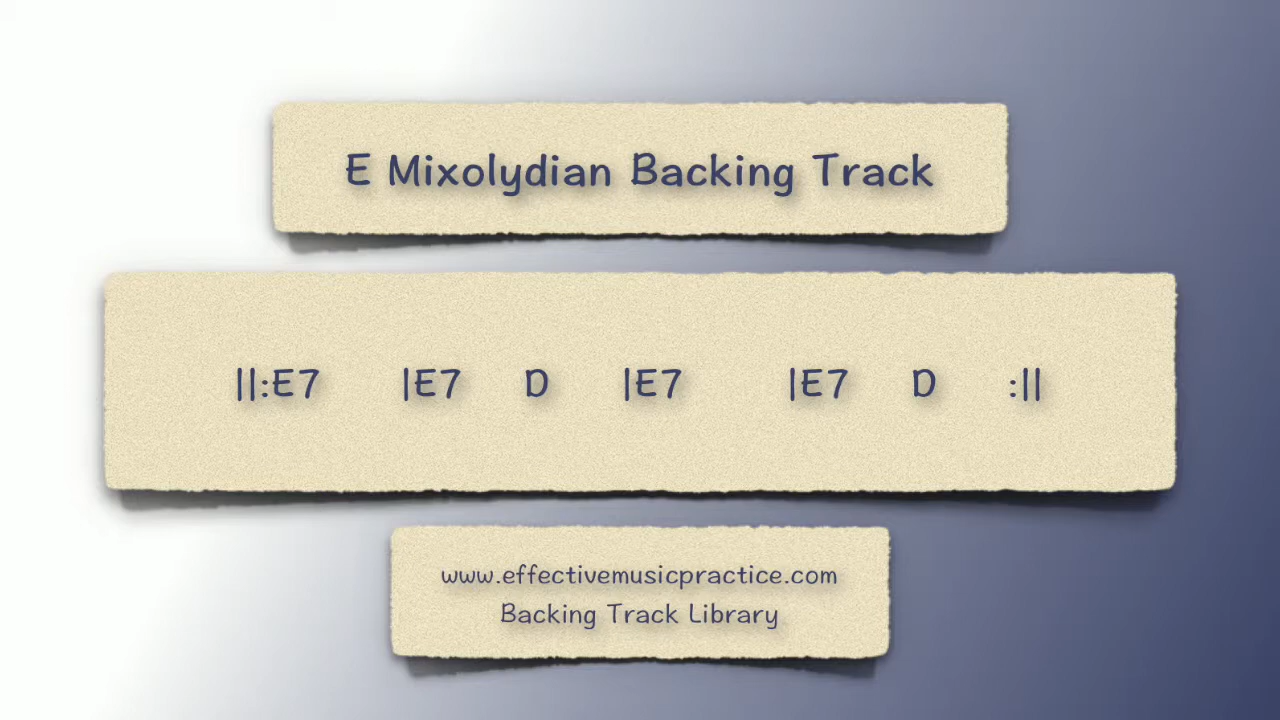 E Mixolydian Backing Track
||:E7 |E7 D |E7 |E7 D :||
www.effectivemusicpractice.com
Backing Track Library